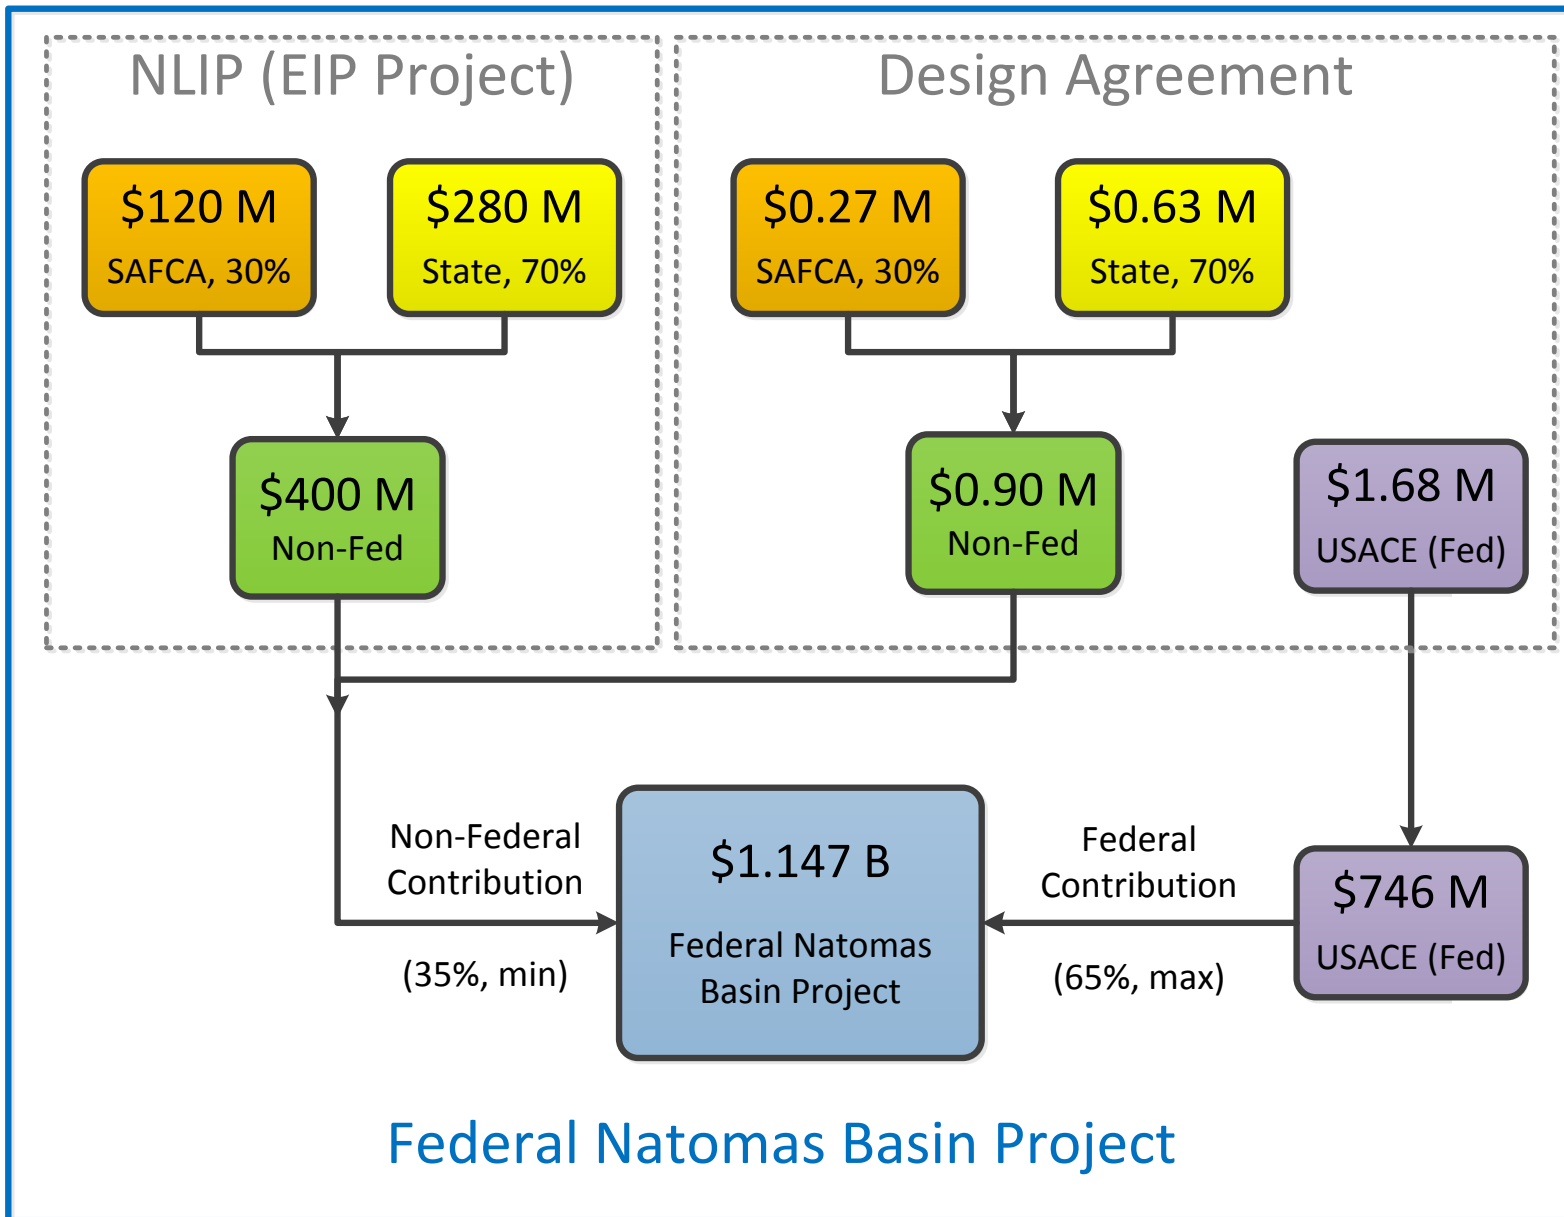 NLIP (EIP Project)
$120 M
SAFCA, 30%
$280 M
State, 70%
$400 M
Non-Fed
Design Agreement
$0.27 M
SAFCA, 30%
$0.63 M
State, 70%
$0.90 M
Non-Fed
$1.68 M
USACE (Fed)
Non-Federal
Contribution
(35%, min)
$1.147 B
Federal Natomas
Basin Project
Federal
Contribution
(65%, max)
$746 M
USACE (Fed)
Federal Natomas Basin Project